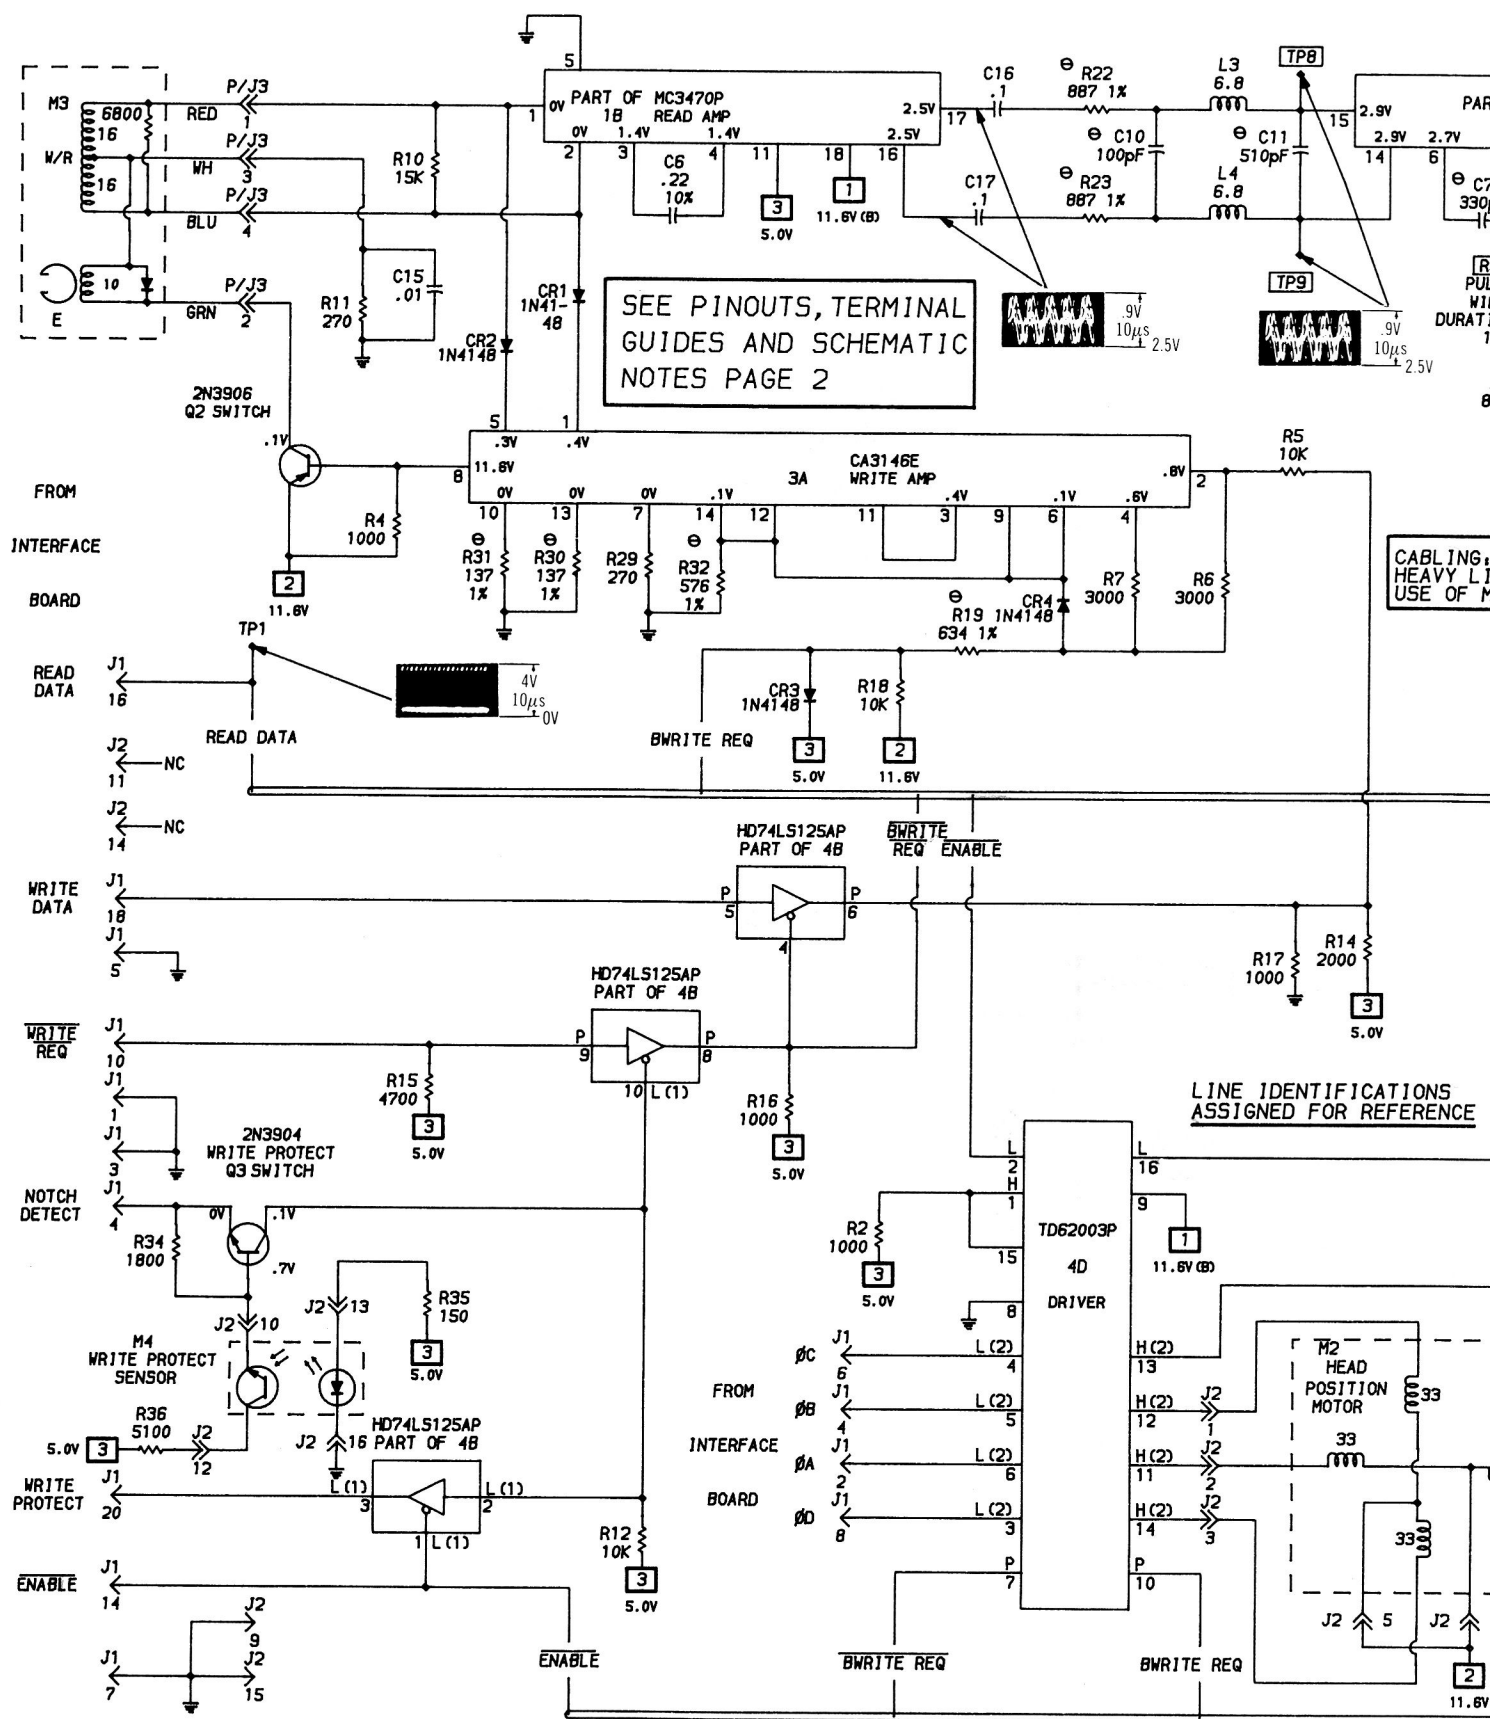 M3
6800
16
W/R
16
10
E
P/J3
1
RED
P/J3
3
WH
P/J3
4
BLU
P/J3
2
GRN
R10
15K
R11
270
C15
.01
CR2
1N4148
CR1
1N41-
48
5
1
0V
PART OF MC3470P
1B READ AMP
0V
2
1.4V
3
1.4V
4
11
18
2.5V
17
2.5V
16
C6
.22
10%
3
5.0V
1
11.6V(B)
C16
.1
C17
.1
⊖ R22
887 1%
⊖ R23
887 1%
⊖ C10
100pF
L3
6.8
L4
6.8
⊖ C11
510pF
TP8
TP9
15
2.9V
2.9V
14
2.7V
6
PAR
⊖ C7
330p
R
PUL
WI
DURATI
1
8
.9V
10µs
2.5V
.9V
10µs
2.5V
SEE PINOUTS, TERMINAL
GUIDES AND SCHEMATIC
NOTES PAGE 2
2N3906
Q2 SWITCH
.1V
R4
1000
2
11.6V
5
.3V
1
.4V
8
11.6V
3A
CA3146E
WRITE AMP
.8V
2
0V
10
0V
13
0V
7
.1V
14
12
11
.4V
3
9
.1V
6
.6V
4
R5
10K
⊖
R31
137
1%
⊖
R30
137
1%
R29
270
⊖
R32
576
1%
⊖
R19
634 1%
CR4
1N4148
R7
3000
R6
3000
CABLING,
HEAVY LI
USE OF M
FROM
INTERFACE
BOARD
TP1
READ
DATA
J1
16
READ DATA
4V
10µs
0V
BWRITE REQ
CR3
1N4148
3
5.0V
R18
10K
2
11.6V
J2
11
NC
J2
14
NC
HD74LS125AP
PART OF 4B
BWRITE
REQ
ENABLE
WRITE
DATA
J1
18
P
5
P
6
4
J1
5
R17
1000
R14
2000
3
5.0V
HD74LS125AP
PART OF 4B
WRITE
REQ
J1
10
P
9
P
8
10
L(1)
R15
4700
3
5.0V
R16
1000
3
5.0V
J1
1
J1
3
LINE IDENTIFICATIONS
ASSIGNED FOR REFERENCE
2N3904
WRITE PROTECT
Q3 SWITCH
NOTCH
DETECT
J1
4
0V
.1V
.7V
R34
1800
J2
10
J2
13
R35
150
3
5.0V
M4
WRITE PROTECT
SENSOR
R36
5100
5.0V
3
J2
12
J2
16
HD74LS125AP
PART OF 4B
WRITE
PROTECT
J1
20
L(1)
3
L(1)
2
1
L(1)
R12
10K
3
5.0V
ENABLE
J1
14
J2
9
J1
7
J2
15
ENABLE
L
2
H
1
15
8
R2
1000
3
5.0V
TD62003P
4D
DRIVER
L
16
9
1
11.6V(B)
FROM
INTERFACE
BOARD
ØC
J1
6
L(2)
4
H(2)
13
ØB
J1
4
L(2)
5
H(2)
12
J2
1
ØA
J1
2
L(2)
6
H(2)
11
J2
2
ØD
J1
8
L(2)
3
H(2)
14
J2
3
P
7
P
10
BWRITE REQ
BWRITE REQ
M2
HEAD
POSITION
MOTOR
33
33
33
J2
5
J2
2
11.6V